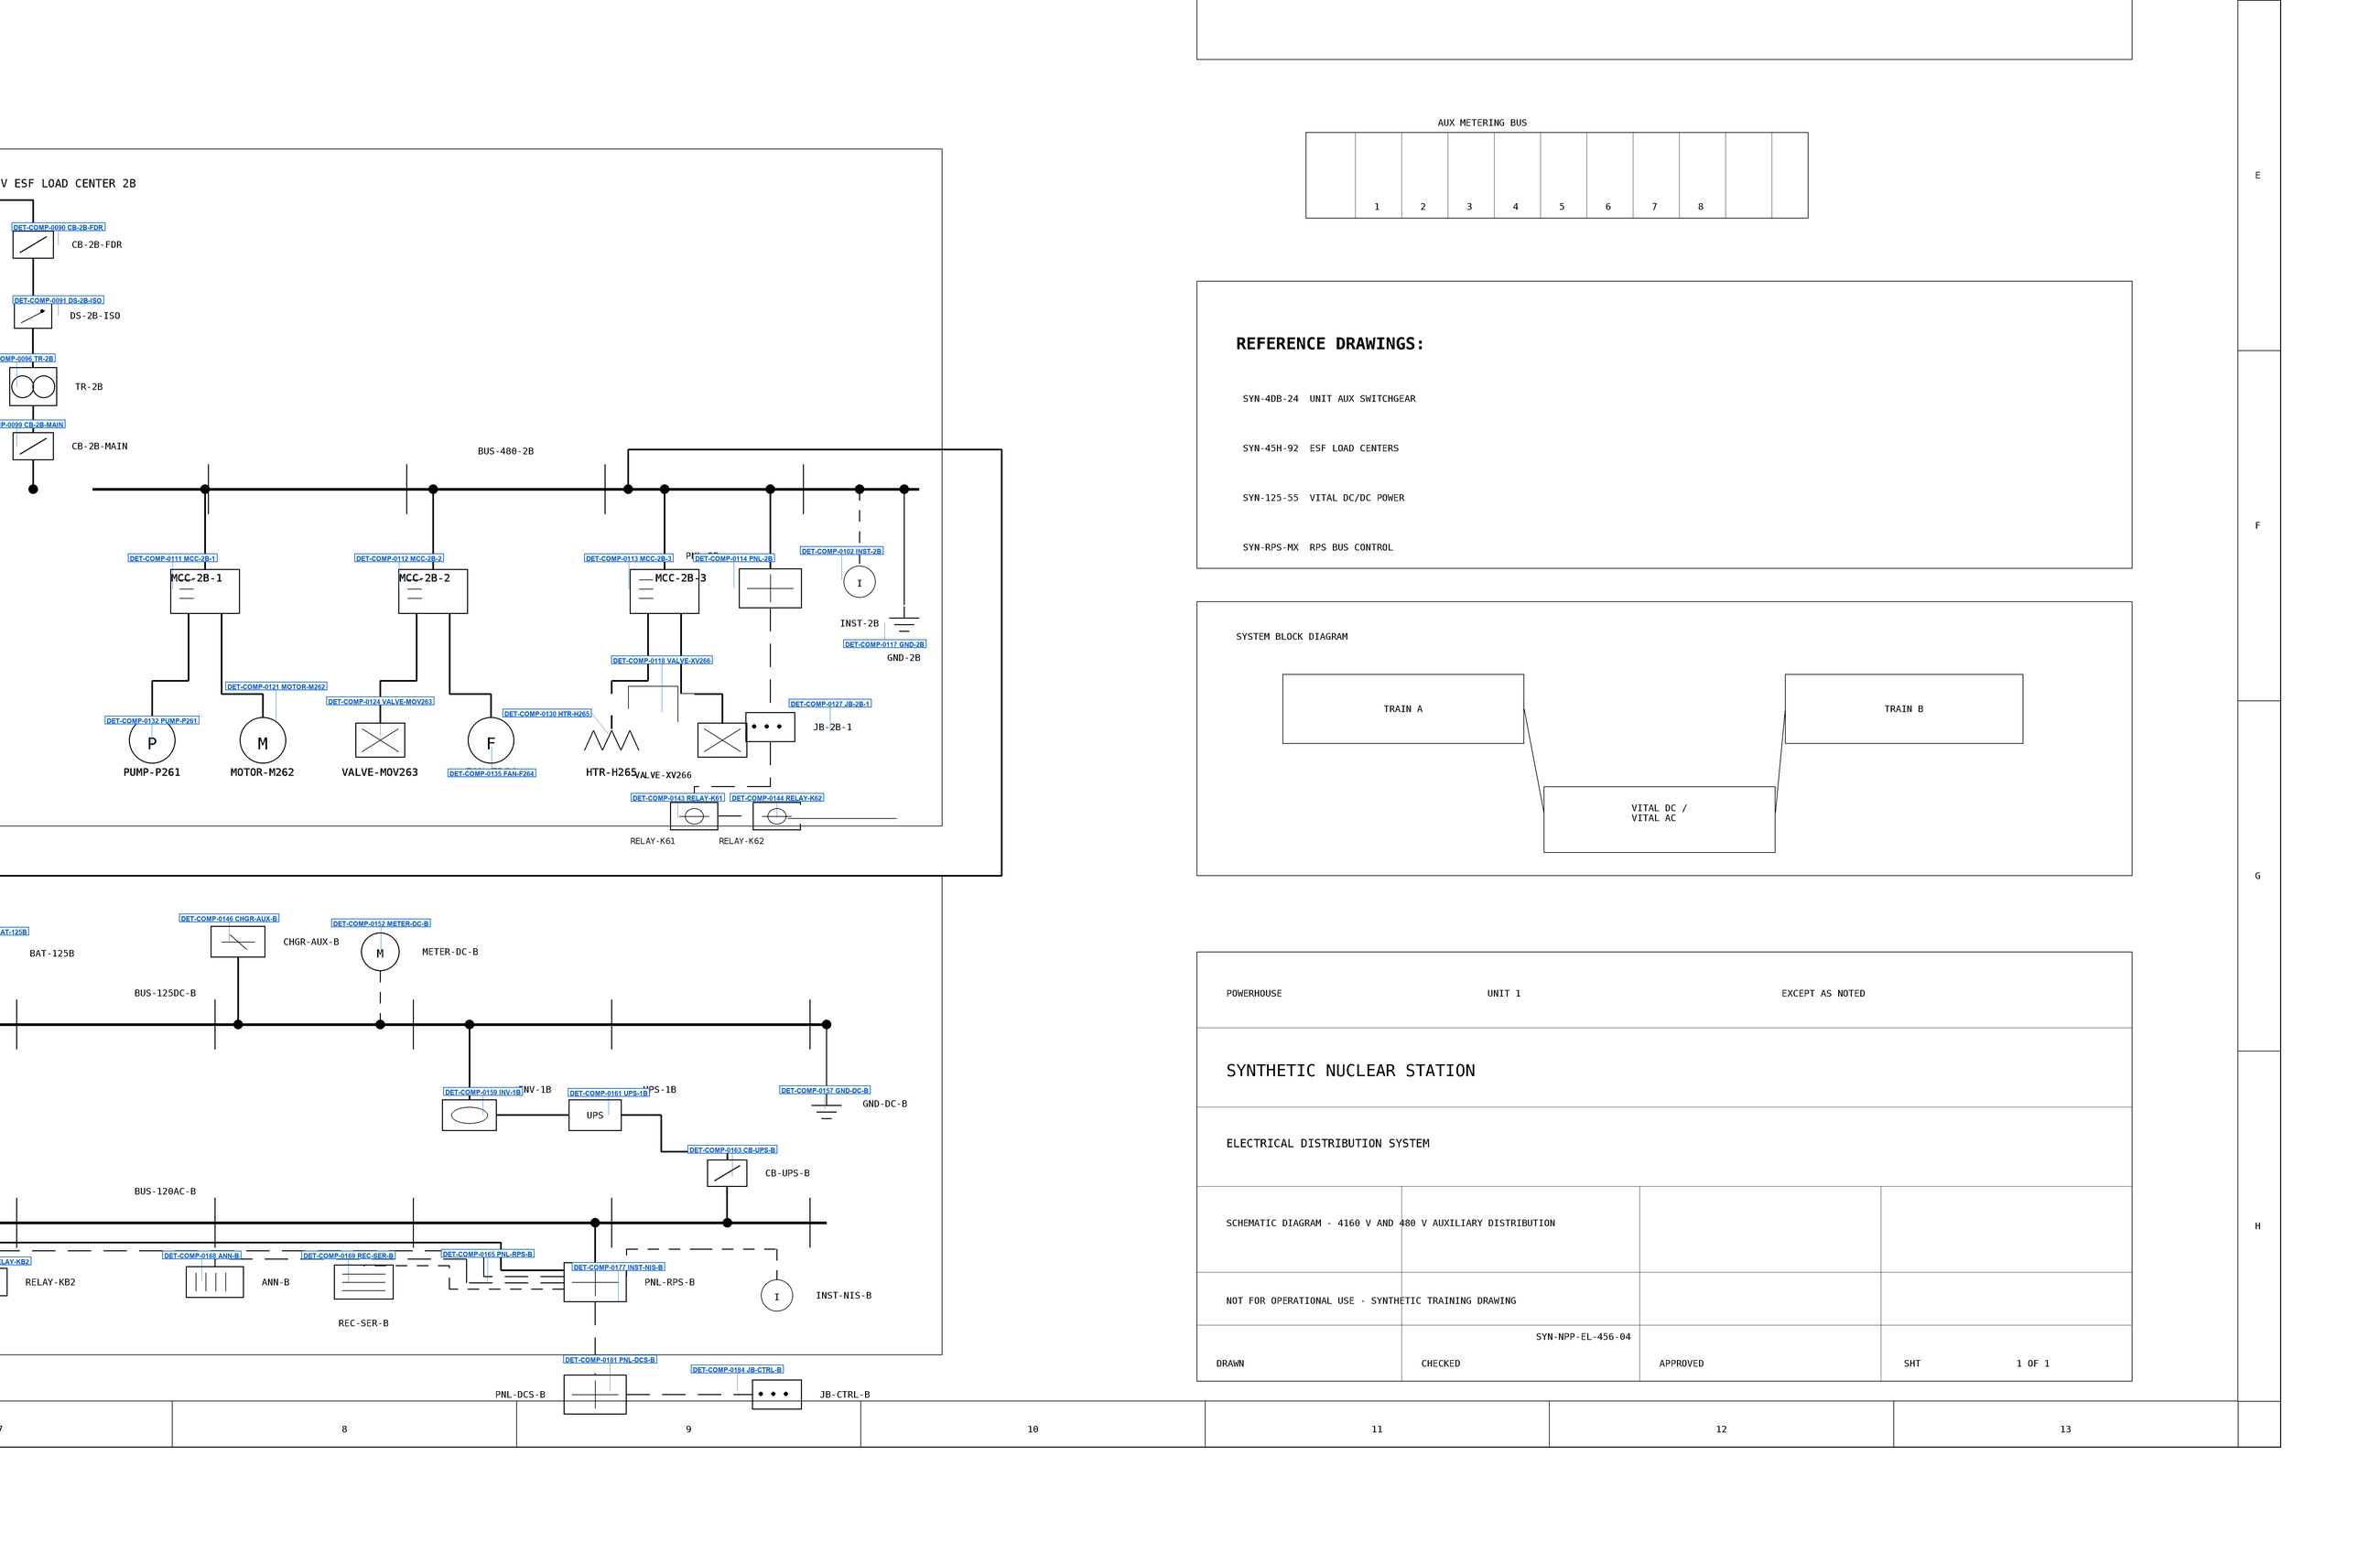 AUX METERING BUS
1 2 3 4 5 6 7 8
E
V ESF LOAD CENTER 2B
DET-COMP-0090 CB-2B-FDR
CB-2B-FDR
DET-COMP-0091 DS-2B-ISO
DS-2B-ISO
OMP-0096 TR-2B
TR-2B
P-0099 CB-2B-MAIN
CB-2B-MAIN
BUS-480-2B
DET-COMP-0111 MCC-2B-1
MCC-2B-1
DET-COMP-0112 MCC-2B-2
MCC-2B-2
DET-COMP-0113 MCC-2B-3
MCC-2B-3
DET-COMP-0114 PNL-2B
DET-COMP-0102 INST-2B
I
INST-2B
DET-COMP-0117 GND-2B
GND-2B
DET-COMP-0118 VALVE-XV266
DET-COMP-0121 MOTOR-M262
DET-COMP-0124 VALVE-MOV263
DET-COMP-0127 JB-2B-1
DET-COMP-0130 HTR-H265
DET-COMP-0132 PUMP-P261
JB-2B-1
P
M
F
PUMP-P261
MOTOR-M262
VALVE-MOV263
DET-COMP-0135 FAN-F264
HTR-H265
VALVE-XV266
DET-COMP-0143 RELAY-K61
DET-COMP-0144 RELAY-K62
RELAY-K61
RELAY-K62
REFERENCE DRAWINGS:
SYN-4DB-24 UNIT AUX SWITCHGEAR
SYN-45H-92 ESF LOAD CENTERS
SYN-125-55 VITAL DC/DC POWER
SYN-RPS-MX RPS BUS CONTROL
F
SYSTEM BLOCK DIAGRAM
TRAIN A
TRAIN B
VITAL DC /
VITAL AC
G
AT-125B
BAT-125B
DET-COMP-0146 CHGR-AUX-B
CHGR-AUX-B
DET-COMP-0152 METER-DC-B
M
METER-DC-B
BUS-125DC-B
DET-COMP-0159 INV-1B
DET-COMP-0161 UPS-1B
UPS
DET-COMP-0157 GND-DC-B
GND-DC-B
DET-COMP-0163 CB-UPS-B
CB-UPS-B
BUS-120AC-B
LAY-KB2
RELAY-KB2
DET-COMP-0168 ANN-B
ANN-B
DET-COMP-0169 REC-SER-B
REC-SER-B
DET-COMP-0165 PNL-RPS-B
DET-COMP-0177 INST-NIS-B
PNL-RPS-B
I
INST-NIS-B
DET-COMP-0181 PNL-DCS-B
PNL-DCS-B
DET-COMP-0184 JB-CTRL-B
JB-CTRL-B
POWERHOUSE UNIT 1 EXCEPT AS NOTED
SYNTHETIC NUCLEAR STATION
ELECTRICAL DISTRIBUTION SYSTEM
SCHEMATIC DIAGRAM - 4160 V AND 480 V AUXILIARY DISTRIBUTION
NOT FOR OPERATIONAL USE - SYNTHETIC TRAINING DRAWING
SYN-NPP-EL-456-04
DRAWN CHECKED APPROVED SHT 1 OF 1
H
8 9 10 11 12 13